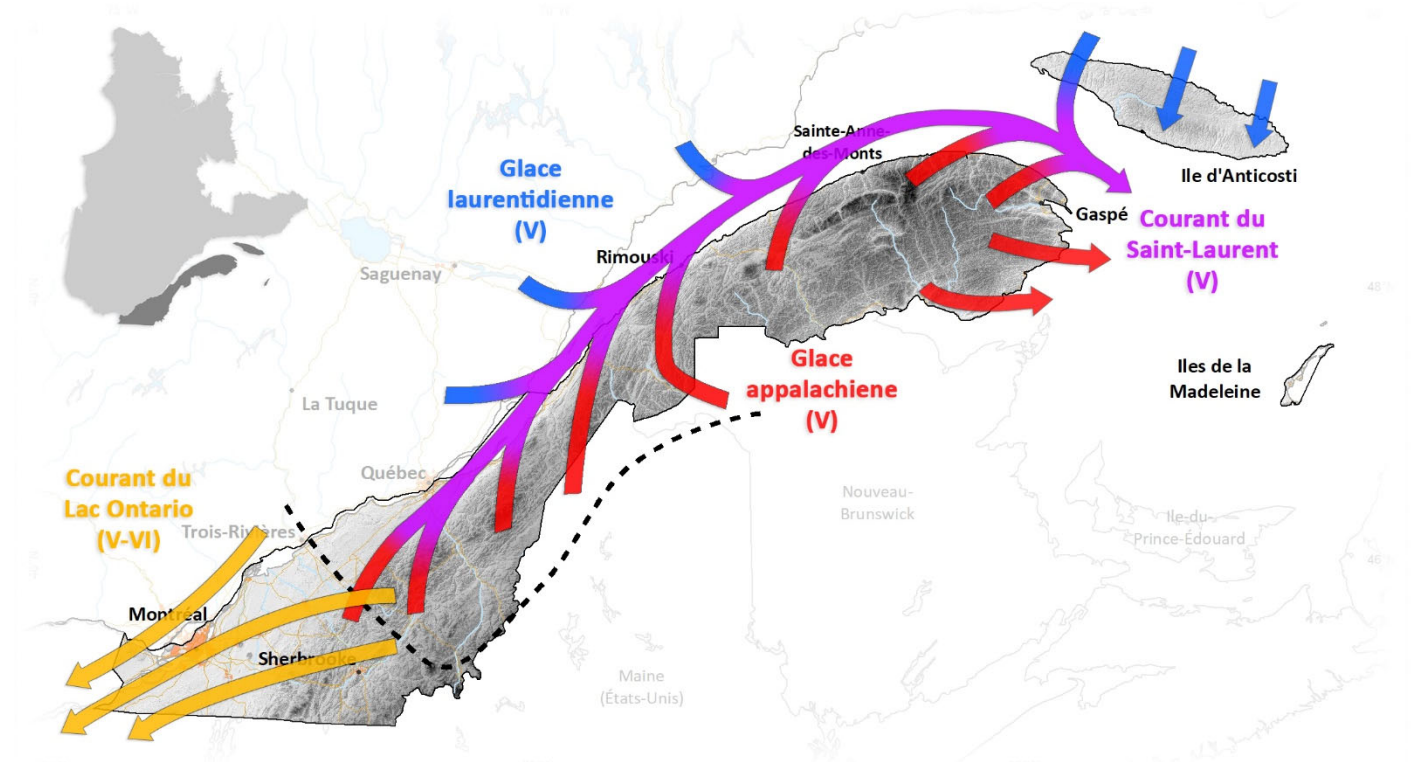 Sainte-Anne-
des-Monts
Glace
laurentidienne
(V)
Ile d'Anticosti
Gaspé
Courant du
Saint-Laurent
(V)
Rimouski
Saguenay
Glace
appalachiene
(V)
Iles de la
Madeleine
La Tuque
Québec
Courant du
Lac Ontario
(V-VI)
Trois-Rivières
Nouveau-
Brunswick
Ile-du-
Prince-Édouard
Montréal
Sherbrooke
Maine
(États-Unis)